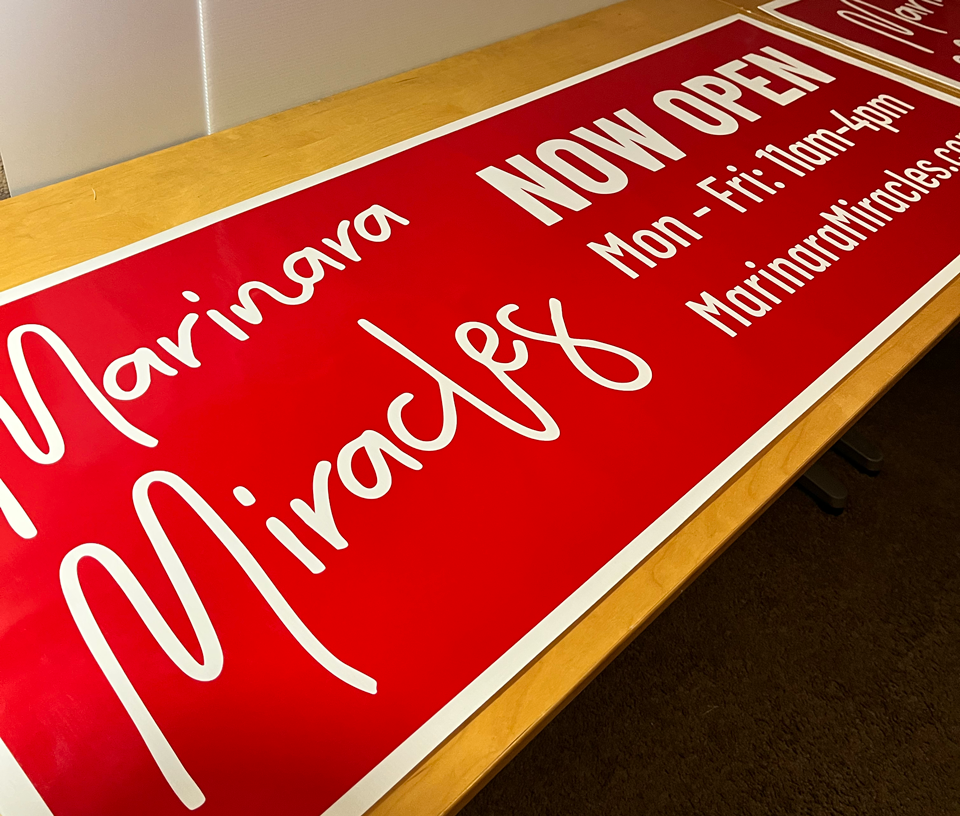 Marinara
Miracles
NOW OPEN
Mon - Fri: 11am-4pm
MarinaraMiracles.co